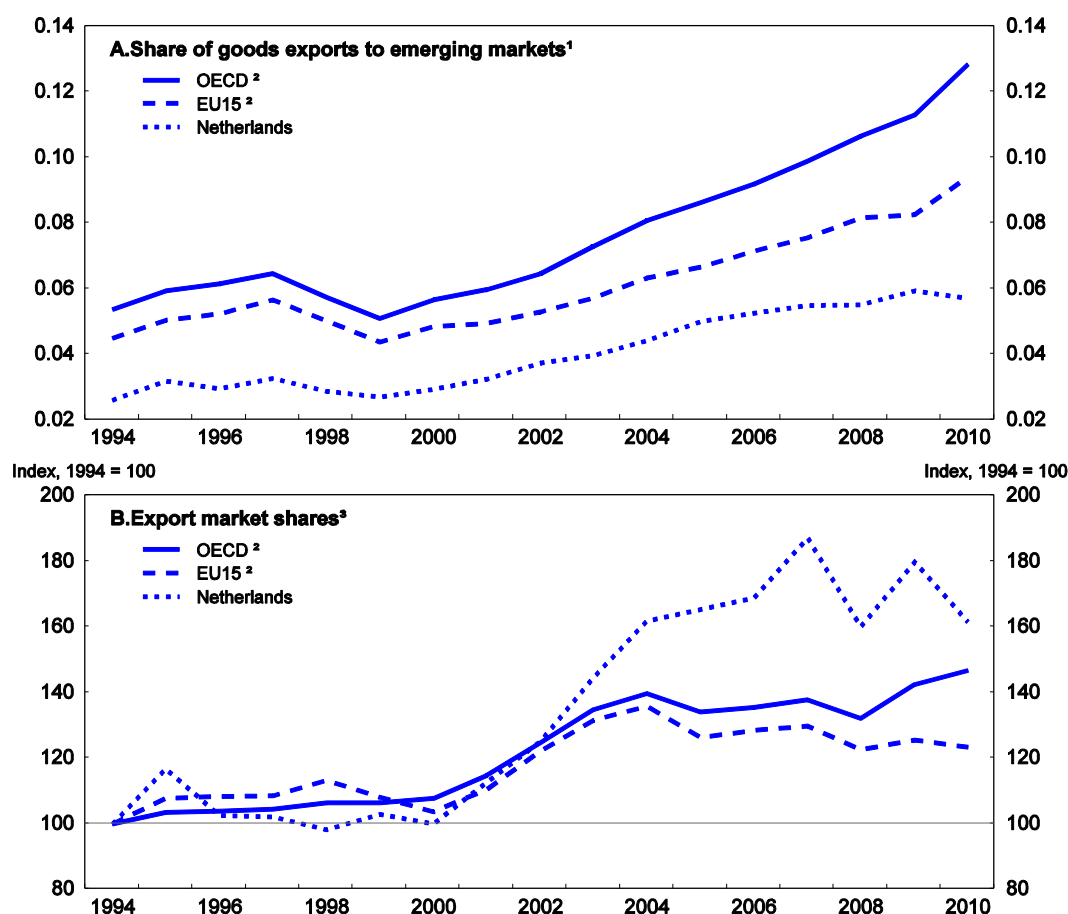 A.Share of goods exports to emerging markets¹
OECD ²
EU15 ²
Netherlands
0.14 0.14
0.12 0.12
0.10 0.10
0.08 0.08
0.06 0.06
0.04 0.04
0.02 0.02
1994 1996 1998 2000 2002 2004 2006 2008 2010
Index, 1994 = 100 Index, 1994 = 100
B.Export market shares³
OECD ²
EU15 ²
Netherlands
200 200
180 180
160 160
140 140
120 120
100 100
80 80
1994 1996 1998 2000 2002 2004 2006 2008 2010